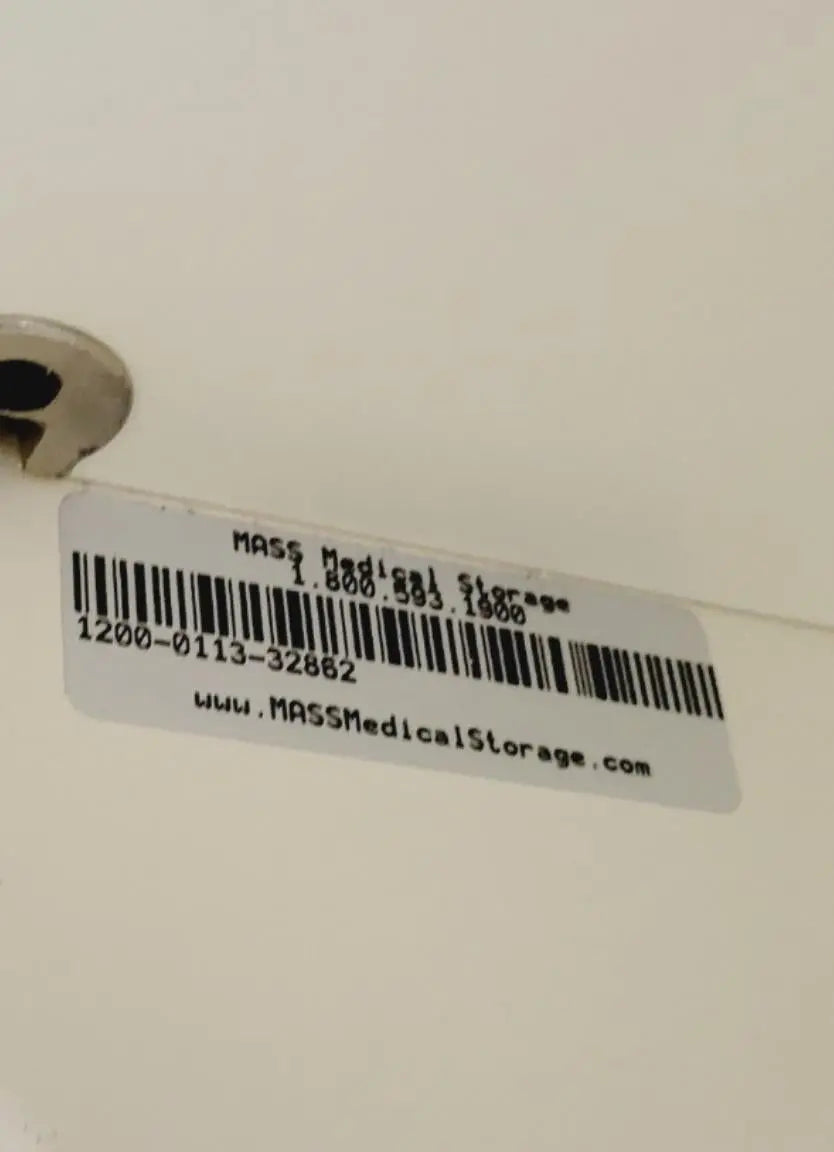 MASS Medical Storage
1.800.593.1900
1200-0113-32862
www.MASSMedicalStorage.com